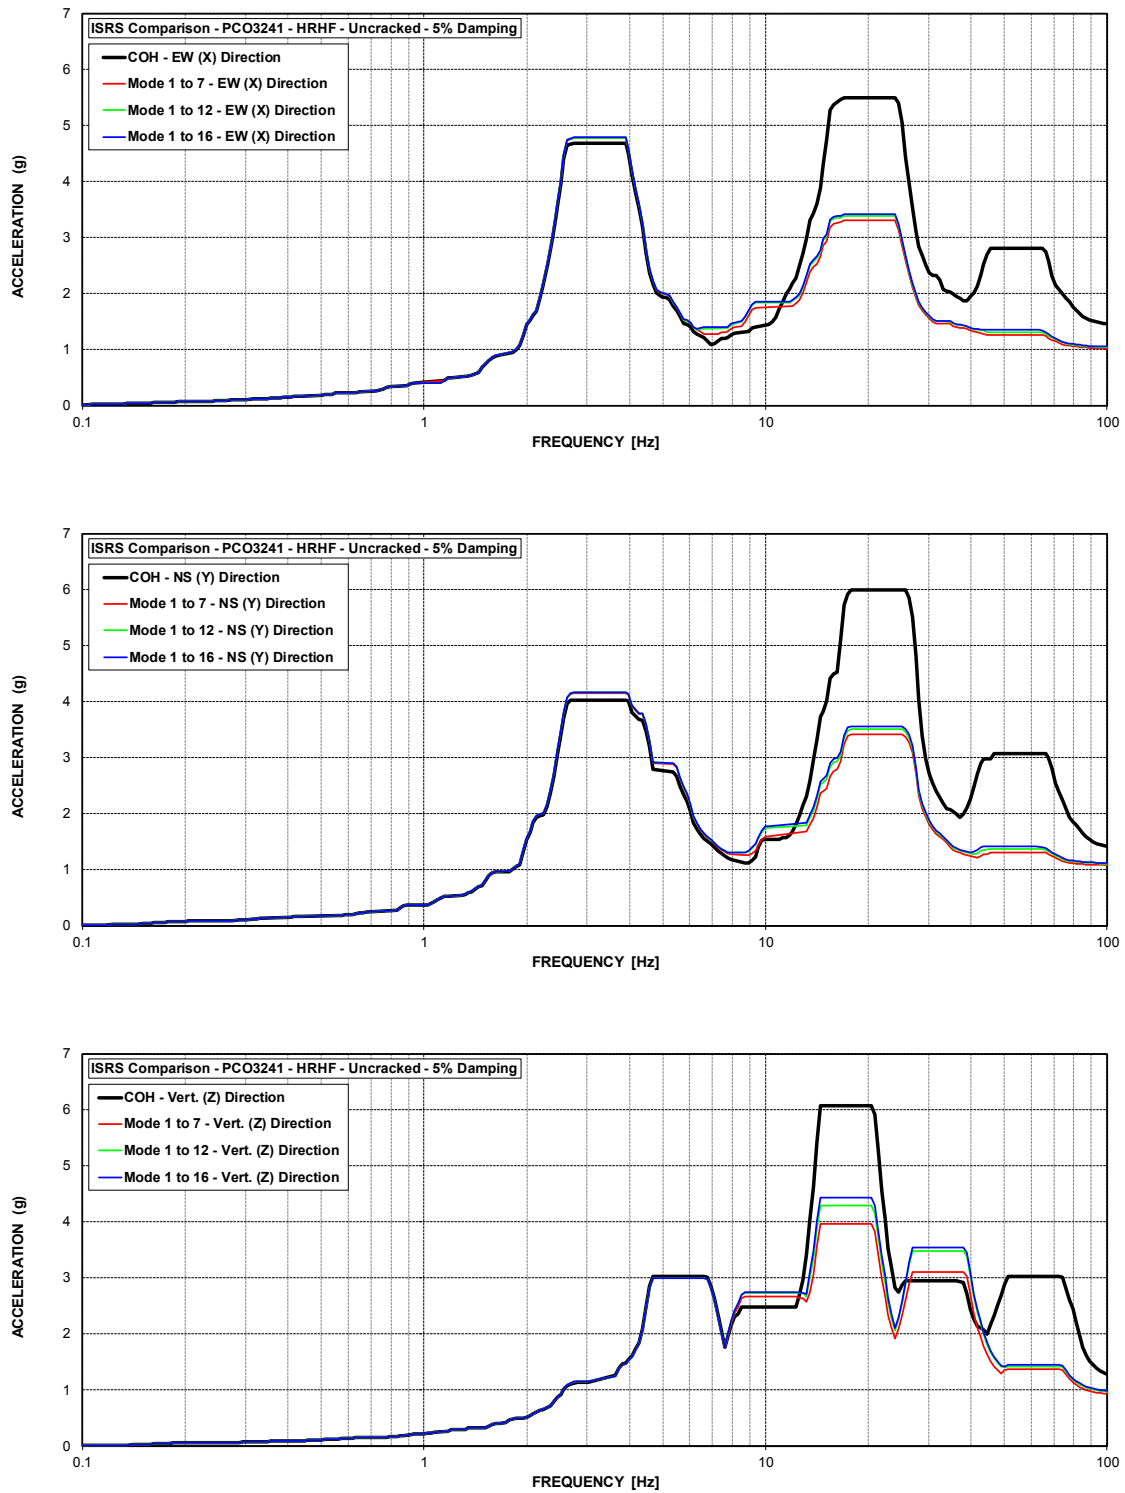 ISRS Comparison - PCO3241 - HRHF - Uncracked - 5% Damping
COH - EW (X) Direction
Mode 1 to 7 - EW (X) Direction
Mode 1 to 12 - EW (X) Direction
Mode 1 to 16 - EW (X) Direction
ACCELERATION (g)
7
6
5
4
3
2
1
0
0.1
1
10
100
FREQUENCY [Hz]
ISRS Comparison - PCO3241 - HRHF - Uncracked - 5% Damping
COH - NS (Y) Direction
Mode 1 to 7 - NS (Y) Direction
Mode 1 to 12 - NS (Y) Direction
Mode 1 to 16 - NS (Y) Direction
ACCELERATION (g)
7
6
5
4
3
2
1
0
0.1
1
10
100
FREQUENCY [Hz]
ISRS Comparison - PCO3241 - HRHF - Uncracked - 5% Damping
COH - Vert. (Z) Direction
Mode 1 to 7 - Vert. (Z) Direction
Mode 1 to 12 - Vert. (Z) Direction
Mode 1 to 16 - Vert. (Z) Direction
ACCELERATION (g)
7
6
5
4
3
2
1
0
0.1
1
10
100
FREQUENCY [Hz]